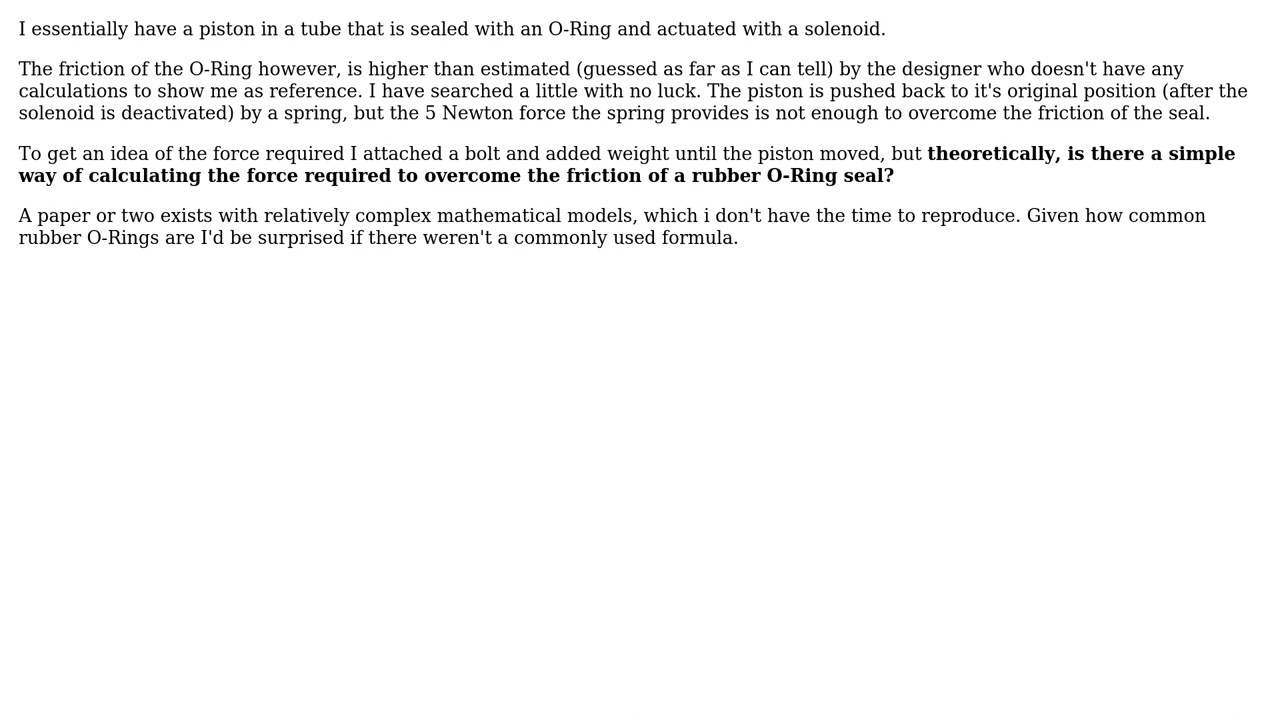 I essentially have a piston in a tube that is sealed with an O-Ring and actuated with a solenoid.
The friction of the O-Ring however, is higher than estimated (guessed as far as I can tell) by the designer who doesn't have any
calculations to show me as reference. I have searched a little with no luck. The piston is pushed back to it's original position (after the
solenoid is deactivated) by a spring, but the 5 Newton force the spring provides is not enough to overcome the friction of the seal.
To get an idea of the force required I attached a bolt and added weight until the piston moved, but theoretically, is there a simple
way of calculating the force required to overcome the friction of a rubber O-Ring seal?
A paper or two exists with relatively complex mathematical models, which i don't have the time to reproduce. Given how common
rubber O-Rings are I'd be surprised if there weren't a commonly used formula.